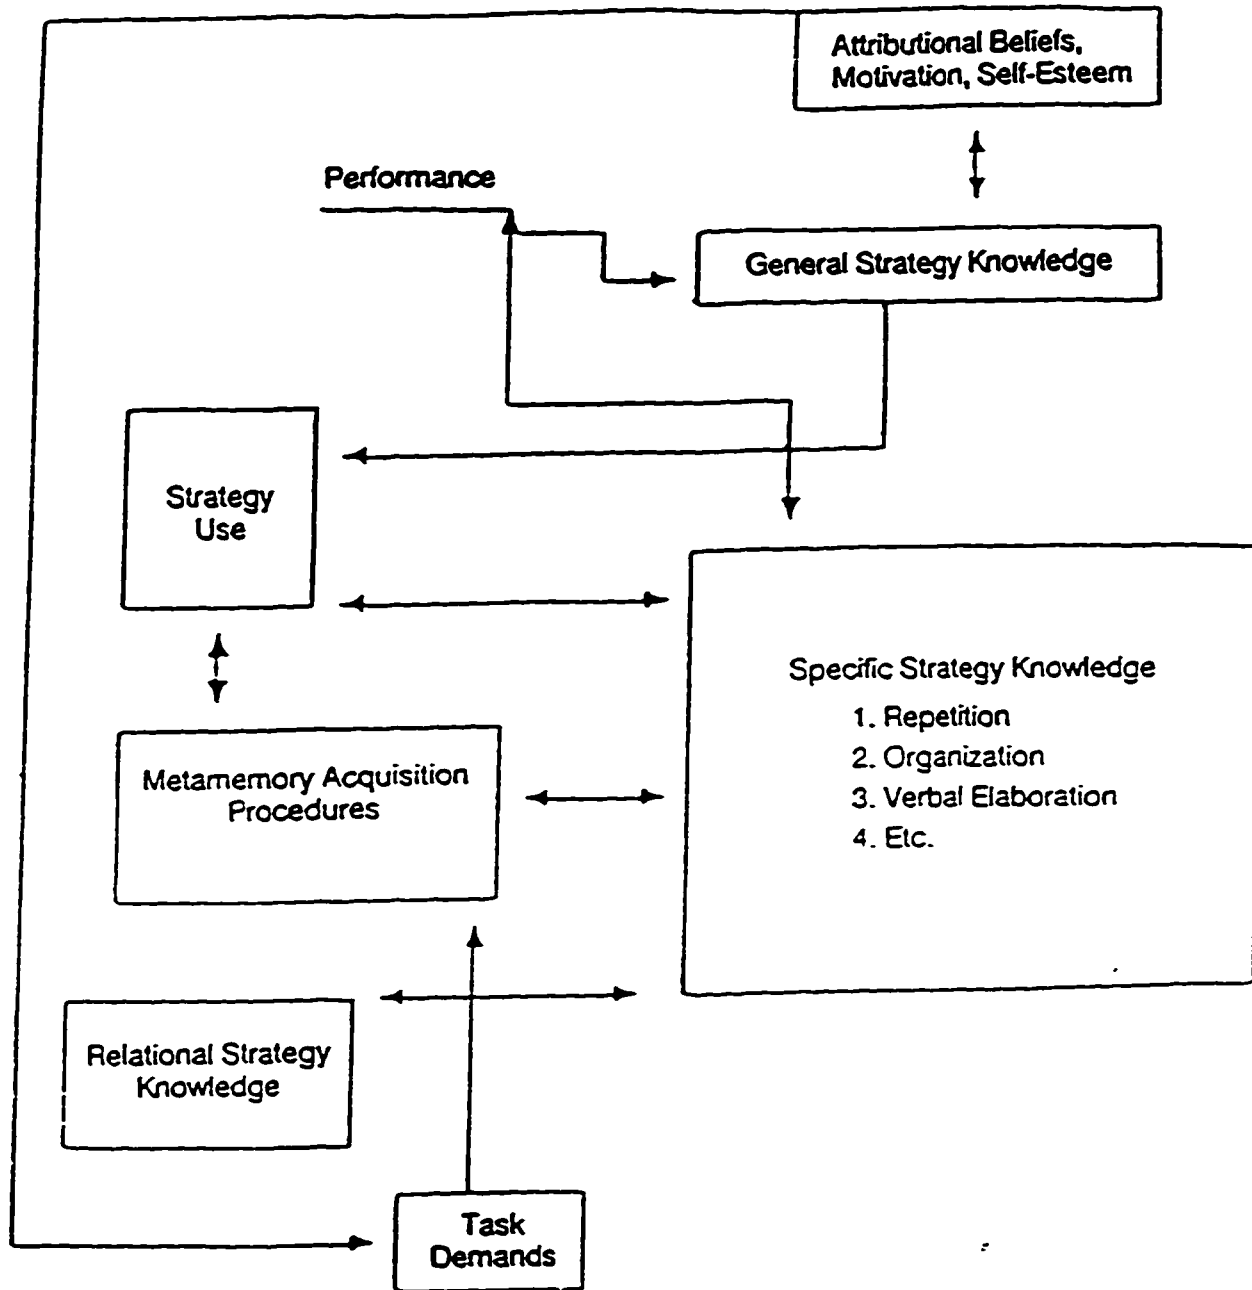 Attributional Beliefs,
Motivation, Self-Esteem
Performance
General Strategy Knowledge
Strategy
Use
Specific Strategy Knowledge
1. Repetition
2. Organization
3. Verbal Elaboration
4. Etc.
Metamemory Acquisition
Procedures
Relational Strategy
Knowledge
Task
Demands